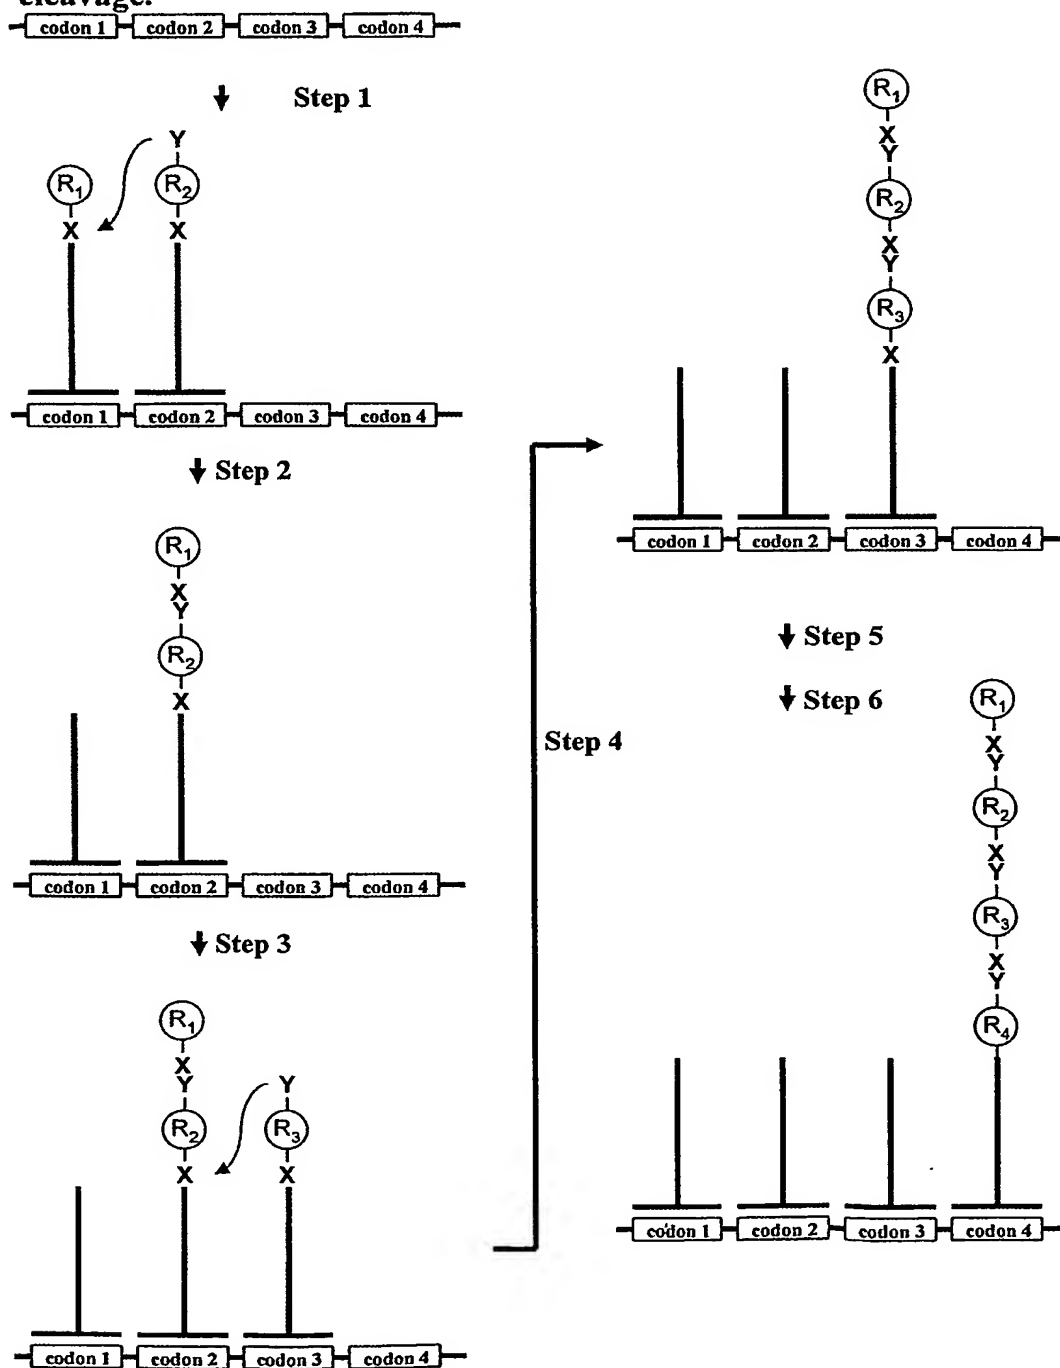 cleavage.
codon 1 codon 2 codon 3 codon 4
Step 1
Y
R1 R2
X X
codon 1 codon 2 codon 3 codon 4
Step 2
R1
X
Y
R2
X
codon 1 codon 2 codon 3 codon 4
Step 3
R1
X
Y Y
R2 R3
X X
codon 1 codon 2 codon 3 codon 4
Step 4
R1
X
Y
R2
X
Y
R3
X
codon 1 codon 2 codon 3 codon 4
Step 5
Step 6
R1
X
Y
R2
X
Y
R3
X
Y
R4
codon 1 codon 2 codon 3 codon 4